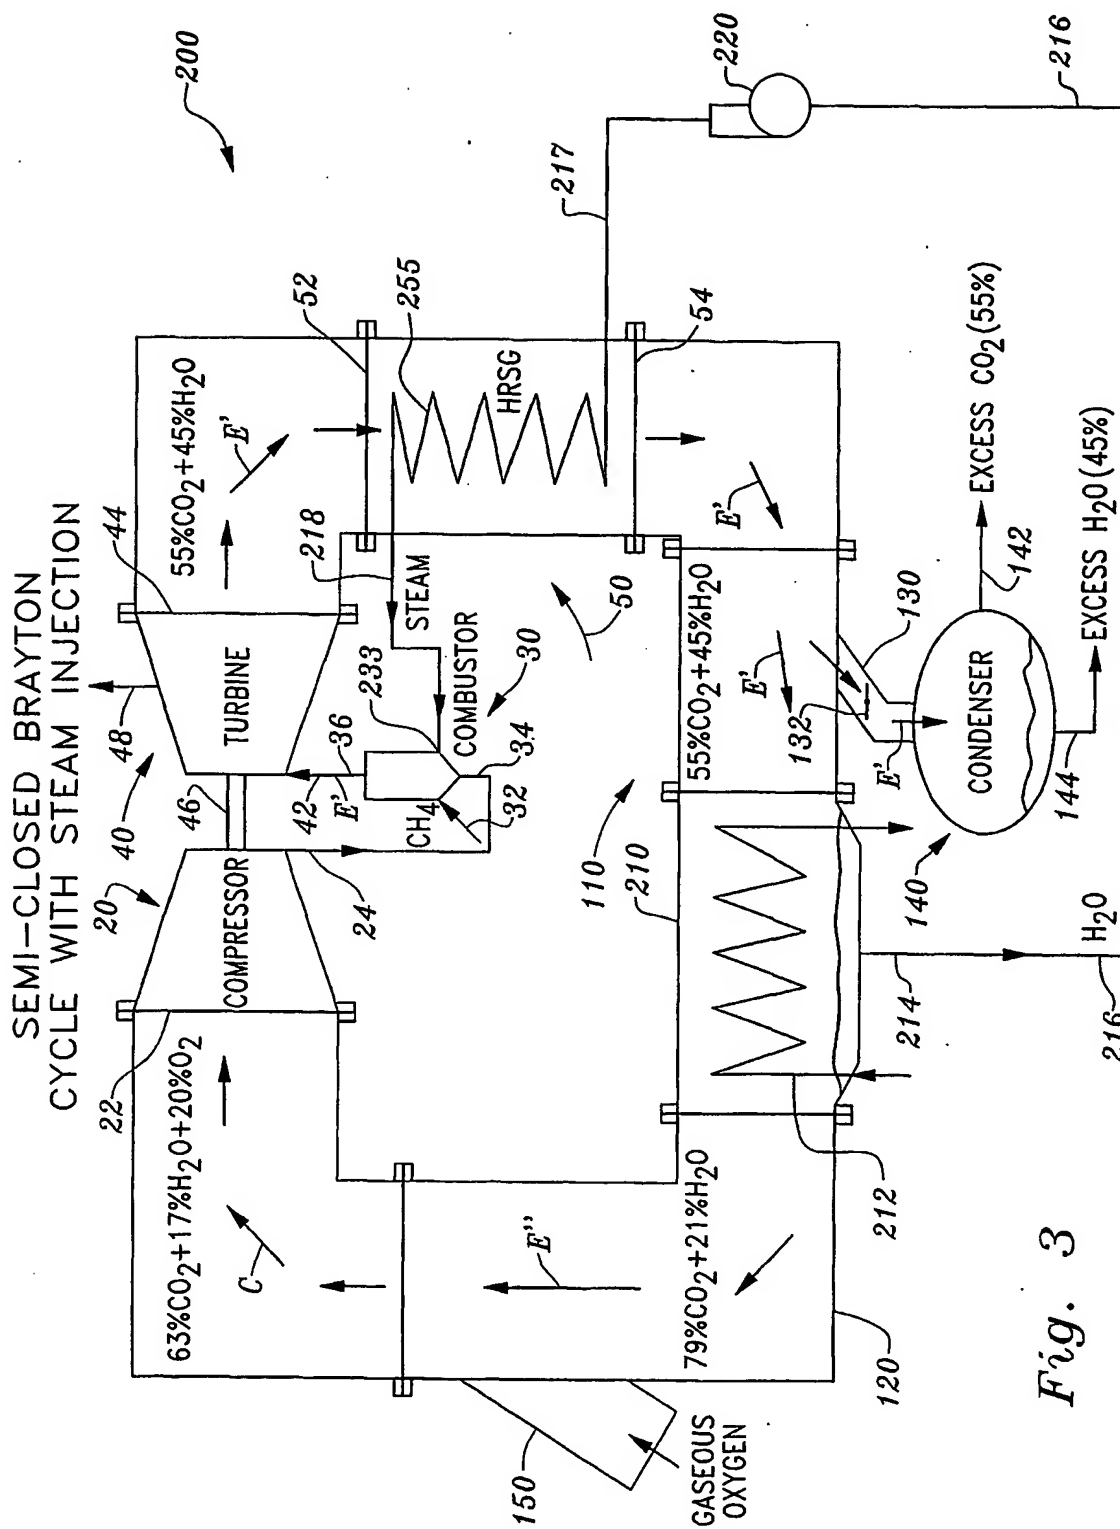 SEMI-CLOSED BRAYTON
CYCLE WITH STEAM INJECTION
200
20
40
48
44
22
COMPRESSOR
46
TURBINE
24
42
36
E'
233
CH4
32
34
COMBUSTOR
30
STEAM
218
50
63%CO2+17%H2O+20%O2
C
55%CO2+45%H2O
E'
52
255
HRSG
54
217
220
216
150
GASEOUS
OXYGEN
E"
79%CO2+21%H2O
120
212
110
210
55%CO2+45%H2O
E'
E'
132
130
E'
CONDENSER
140
142
EXCESS CO2(55%)
144
EXCESS H2O(45%)
214
H2O
216
Fig. 3